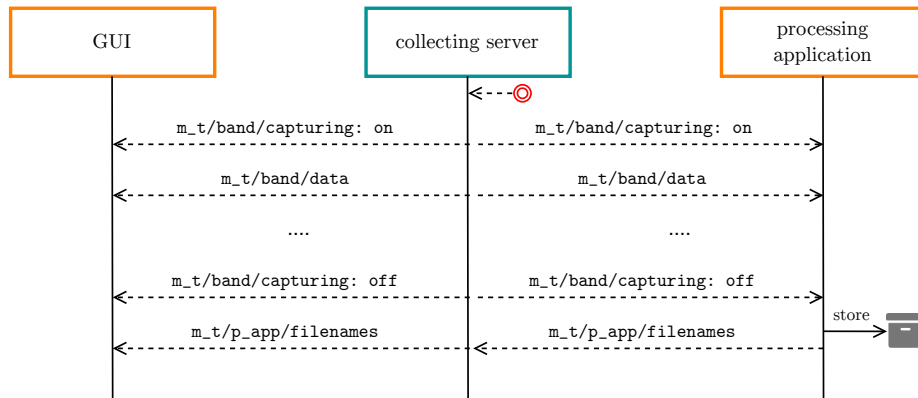 GUI
collecting server
processing
application
m_t/band/capturing: on
m_t/band/capturing: on
m_t/band/data
m_t/band/data
....
....
m_t/band/capturing: off
m_t/band/capturing: off
store
m_t/p_app/filenames
m_t/p_app/filenames